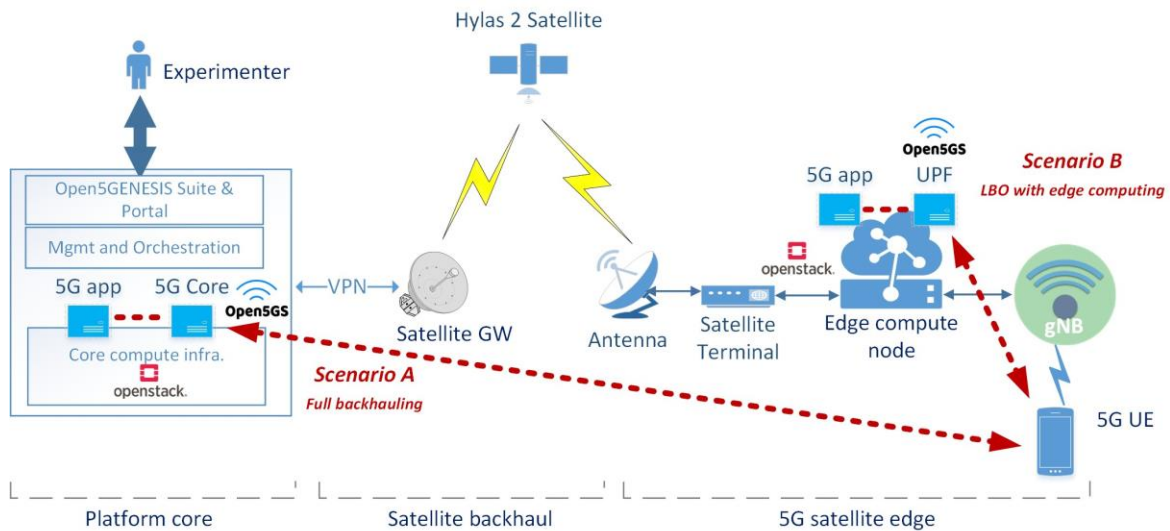 Hylas 2 Satellite
Experimenter
Open5GENESIS Suite &
Portal
Mgmt and Orchestration
5G app
5G Core
Open5GS
Core compute infra.
openstack.
VPN
Satellite GW
Scenario A
Full backhauling
Antenna
Satellite
Terminal
openstack.
5G app
Open5GS
UPF
Edge compute
node
Scenario B
LBO with edge computing
gNB
5G UE
Platform core
Satellite backhaul
5G satellite edge